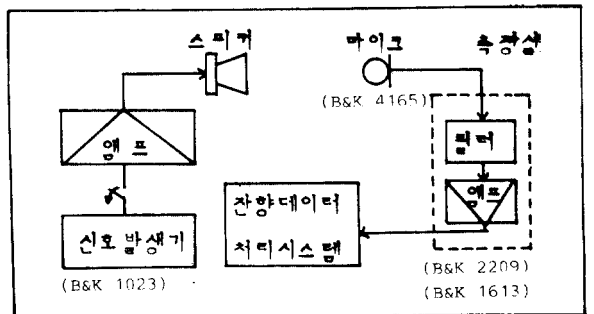 스피커
마이크
측정실
(B&K 4165)
앰프
필터
앰프
잔향데이터
처리시스템
신호발생기
(B&K 1023)
(B&K 2209)
(B&K 1613)